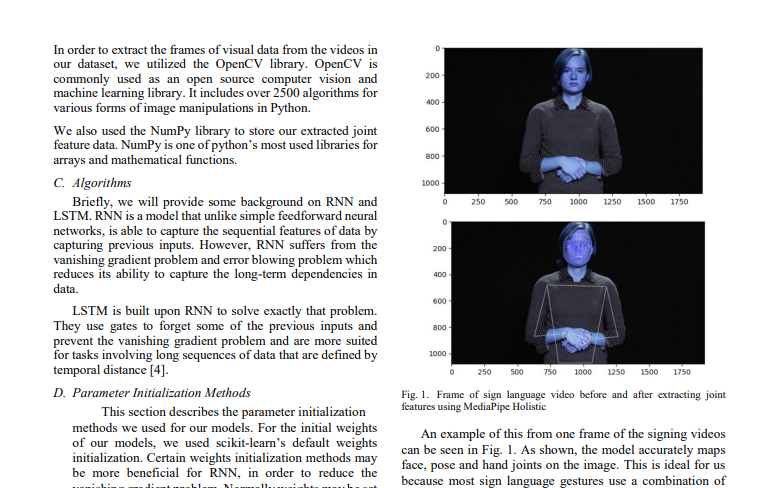 In order to extract the frames of visual data from the videos in
our dataset, we utilized the OpenCV library. OpenCV is
commonly used as an open source computer vision and
machine learning library. It includes over 2500 algorithms for
various forms of image manipulations in Python.
We also used the NumPy library to store our extracted joint
feature data. NumPy is one of python's most used libraries for
arrays and mathematical functions.
C. Algorithms
Briefly, we will provide some background on RNN and
LSTM. RNN is a model that unlike simple feedforward neural
networks, is able to capture the sequential features of data by
capturing previous inputs. However, RNN suffers from the
vanishing gradient problem and error blowing problem which
reduces its ability to capture the long-term dependencies in
data.
LSTM is built upon RNN to solve exactly that problem.
They use gates to forget some of the previous inputs and
prevent the vanishing gradient problem and are more suited
for tasks involving long sequences of data that are defined by
temporal distance [4].
D. Parameter Initialization Methods
This section describes the parameter initialization
methods we used for our models. For the initial weights
of our models, we used scikit-learn's default weights
initialization. Certain weights initialization methods may
be more beneficial for RNN, in order to reduce the
vanishing gradient problem. Normally weights may be set
0
200
400
600
800
1000
0 250 500 750 1000 1250 1500 1750
0
200
400
600
800
1000
0 250 500 750 1000 1250 1500 1750
Fig. 1. Frame of sign language video before and after extracting joint
features using MediaPipe Holistic
An example of this from one frame of the signing videos
can be seen in Fig. 1. As shown, the model accurately maps
face, pose and hand joints on the image. This is ideal for us
because most sign language gestures use a combination of